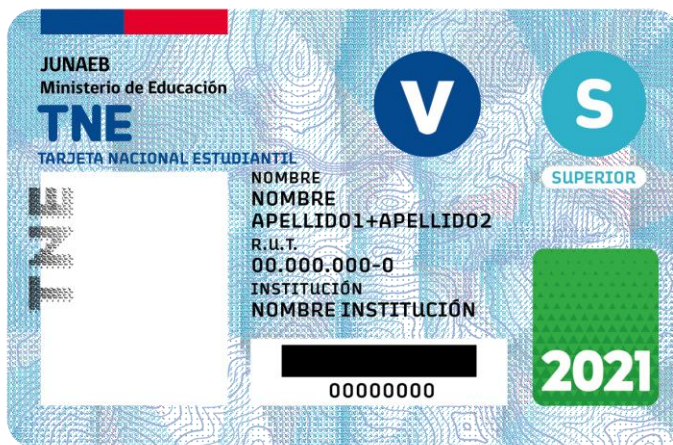 JUNAEB
Ministerio de Educación
TNE
TARJETA NACIONAL ESTUDIANTIL
V
S
SUPERIOR
TNE
NOMBRE
NOMBRE
APELLIDO1+APELLIDO2
R.U.T.
00.000.000-0
INSTITUCIÓN
NOMBRE INSTITUCIÓN
00000000
2021